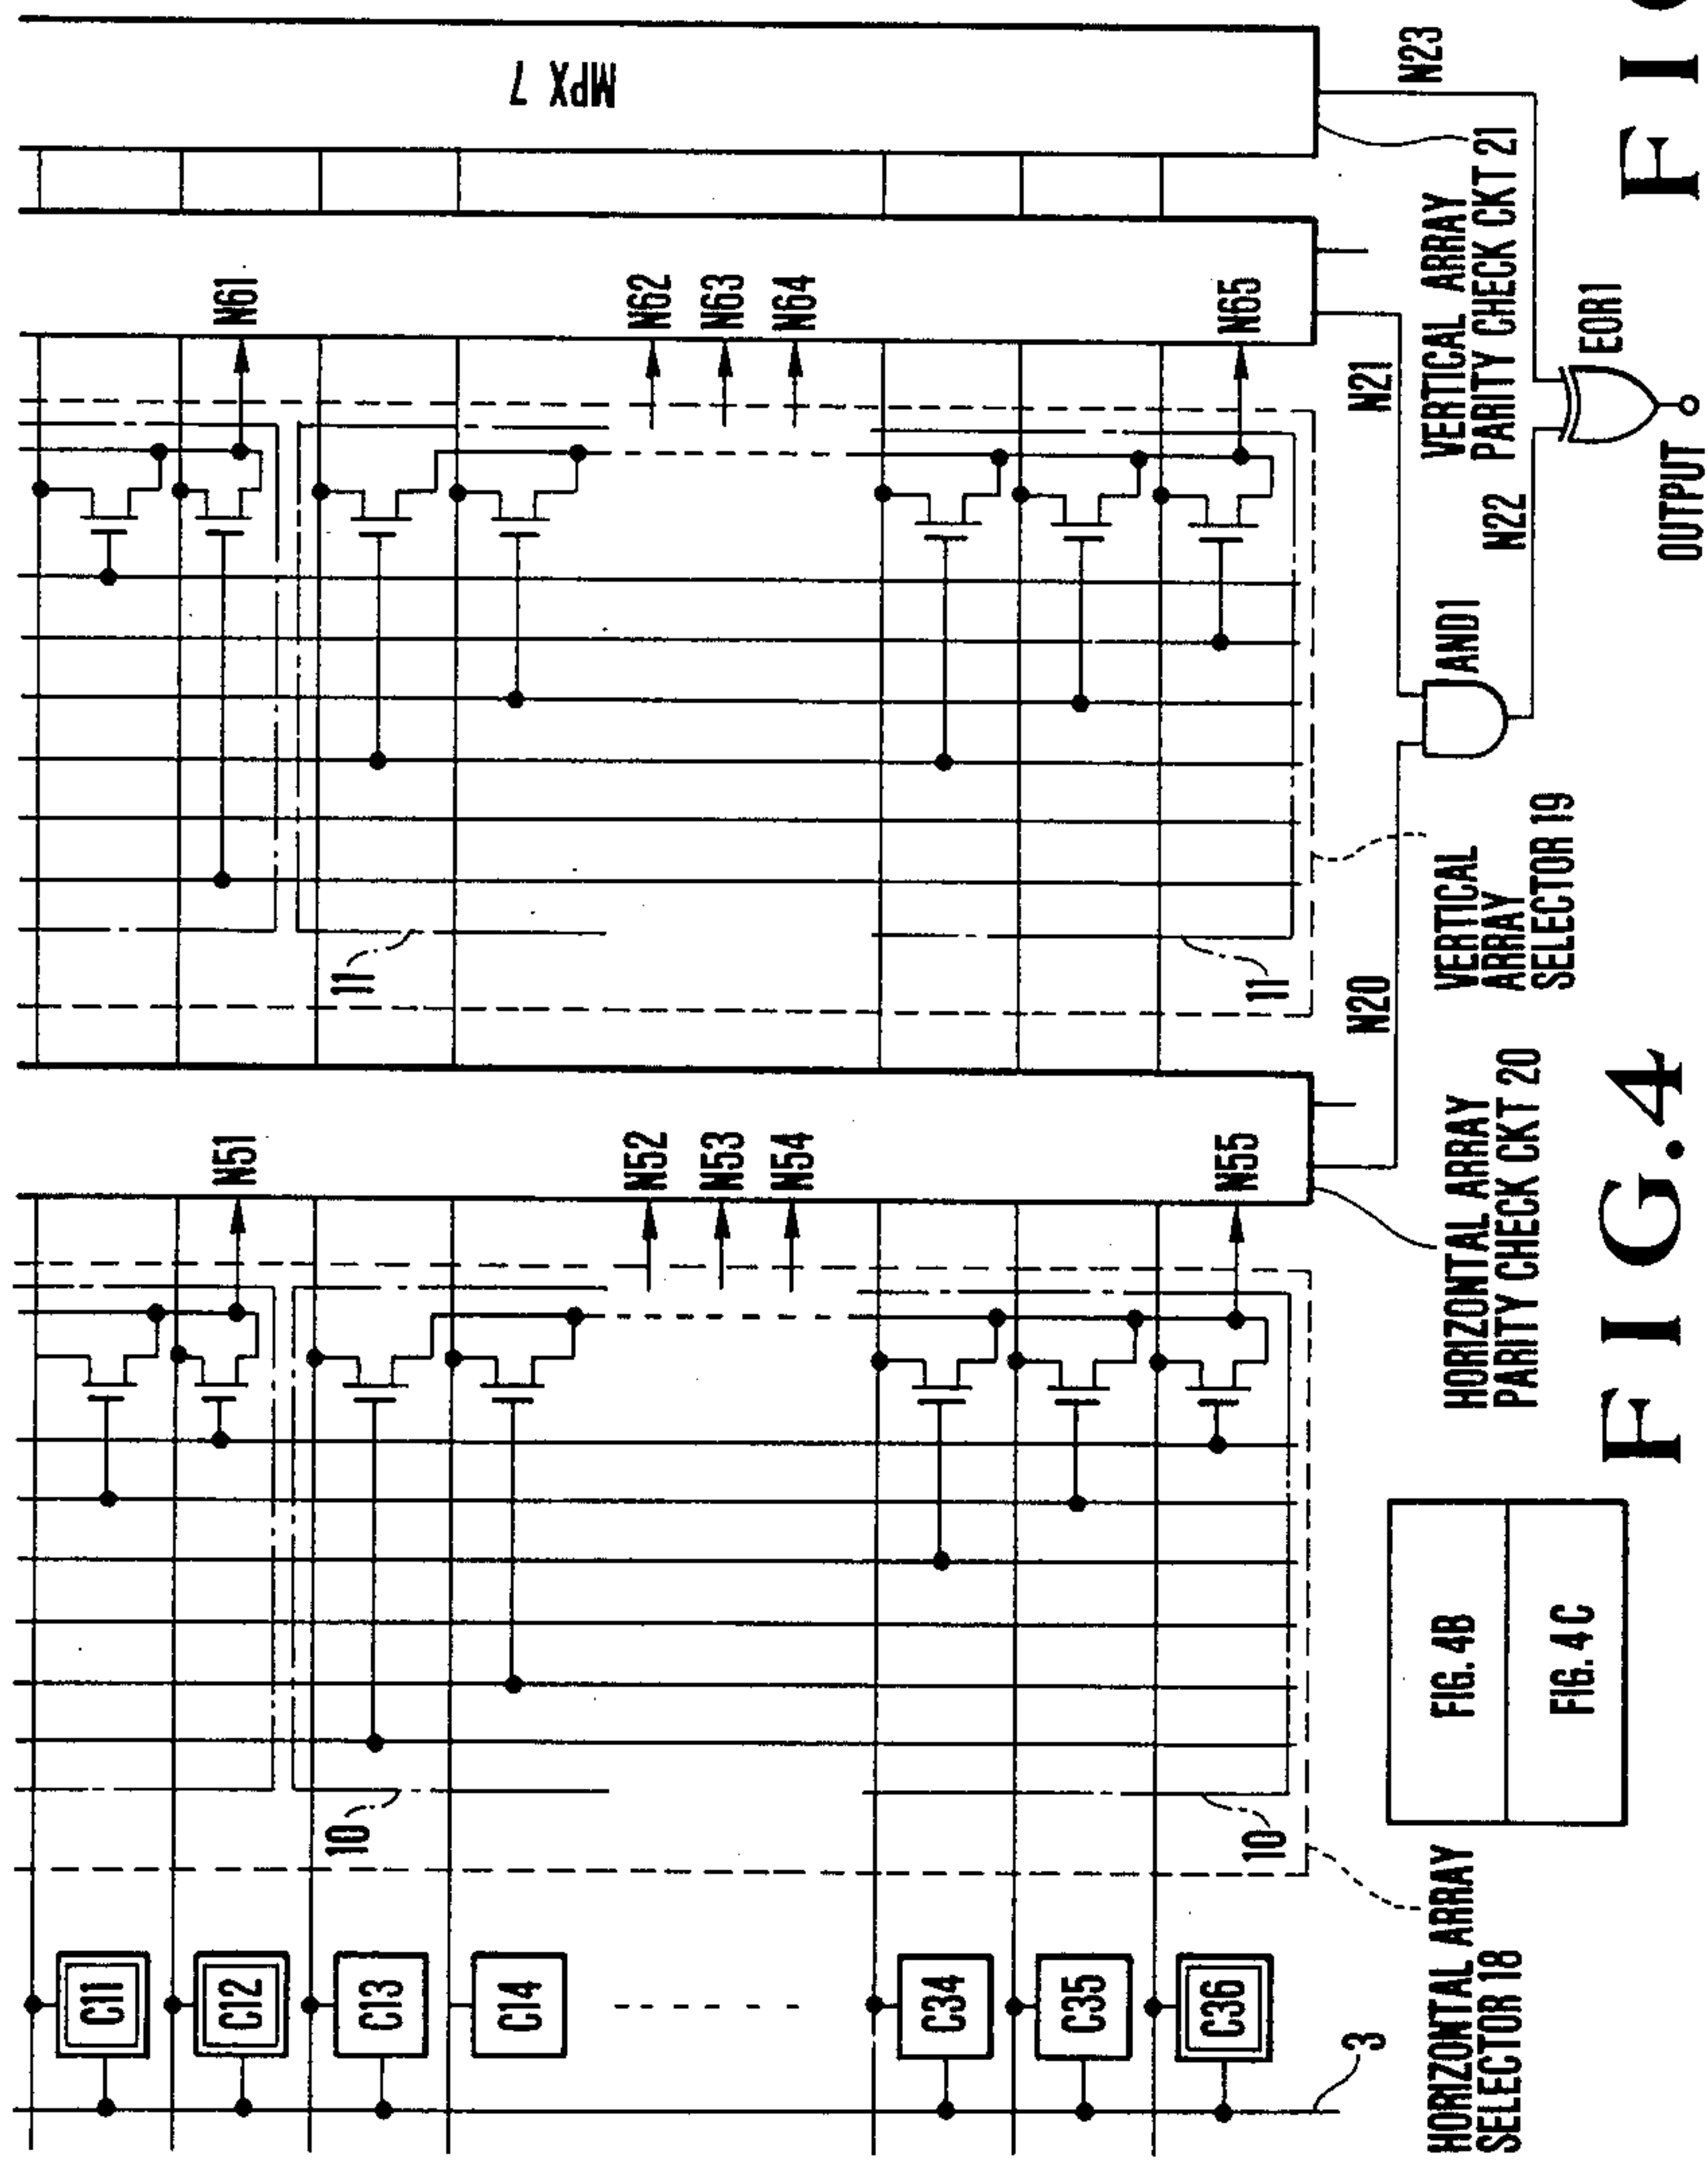 MPX 7
N23
VERTICAL ARRAY
PARITY CHECK CKT 21
N61
N62
N63
N64
N65
N21
EOR1
N22
OUTPUT
AND1
11
11
VERTICAL
ARRAY
SELECTOR 19
N20
N51
N52
N53
N54
N55
HORIZONTAL ARRAY
PARITY CHECK CKT 20
10
10
HORIZONTAL ARRAY
SELECTOR 18
C11
C12
C13
C14
C34
C35
C36
3
FIG. 4B
FIG. 4C
FIG.4